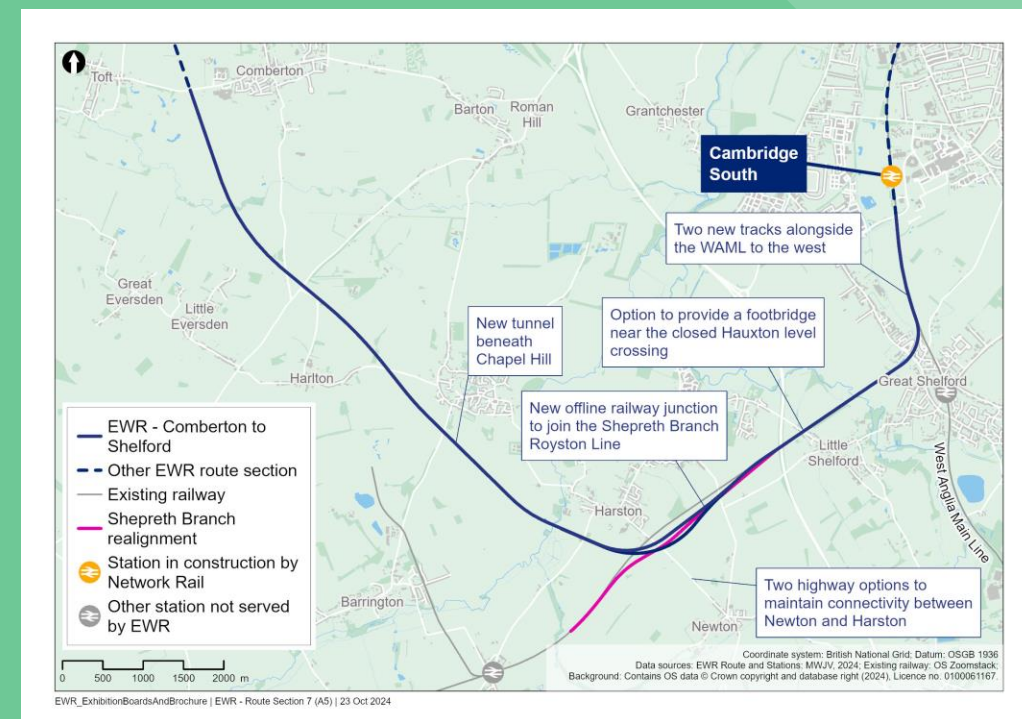 Toft
Comberton
Barton
Roman
Hill
Grantchester
Cambridge
South
Two new tracks alongside
the WAML to the west
Great
Eversden
Little
Eversden
New tunnel
beneath
Chapel Hill
Option to provide a footbridge
near the closed Hauxton level
crossing
Harlton
Great Shelford
New offline railway junction
to join the Shepreth Branch
Royston Line
Little
Shelford
West Anglia Main Line
EWR - Comberton to
Shelford
Other EWR route section
Existing railway
Shepreth Branch
realignment
Station in construction by
Network Rail
Other station not served
by EWR
Harston
Barrington
Newton
Two highway options to
maintain connectivity between
Newton and Harston
0 500 1000 1500 2000 m
Coordinate system: British National Grid; Datum: OSGB 1936
Data sources: EWR Route and Stations: MWJV, 2024; Existing railway: OS Zoomstack;
Background: Contains OS data © Crown copyright and database right (2024), Licence no. 0100061167.
EWR_ExhibitionBoardsAndBrochure | EWR - Route Section 7 (A5) | 23 Oct 2024